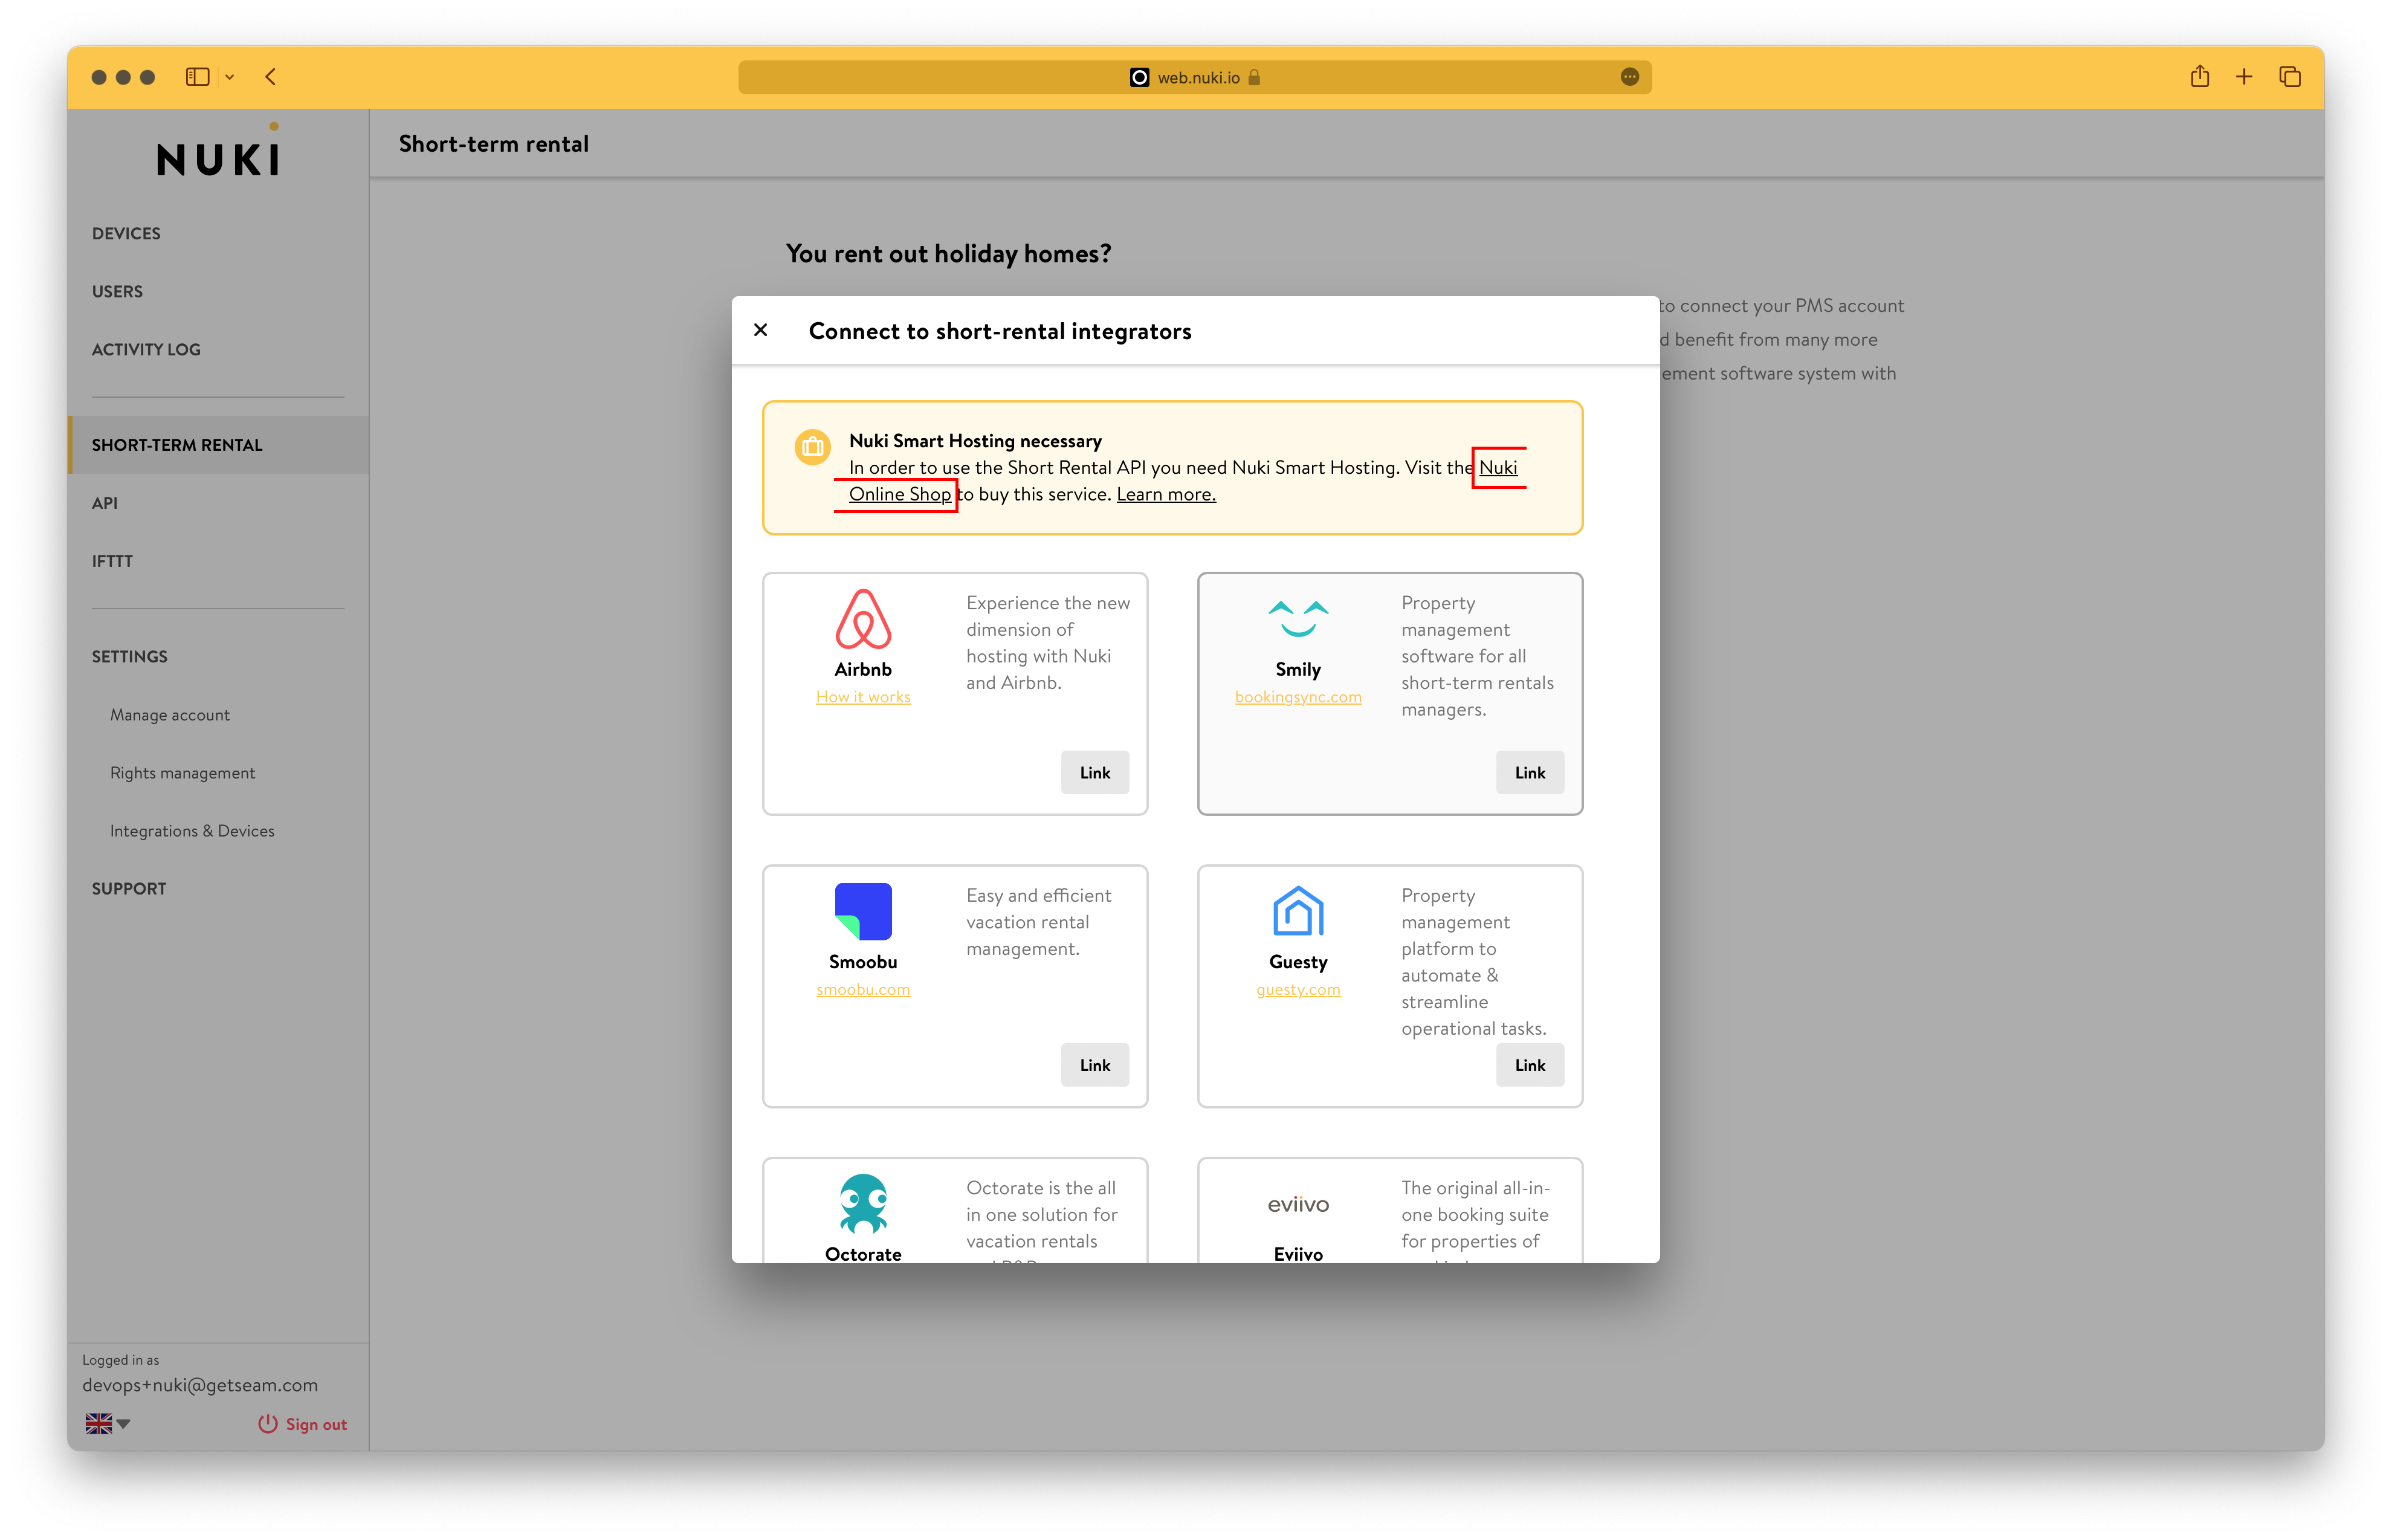 web.nuki.io
NUKI
Short-term rental
DEVICES
USERS
ACTIVITY LOG
SHORT-TERM RENTAL
API
IFTTT
SETTINGS
Manage account
Rights management
Integrations & Devices
SUPPORT
Logged in as
devops+nuki@getseam.com
Sign out
You rent out holiday homes?
to connect your PMS account
d benefit from many more
ement software system with
Connect to short-rental integrators
Nuki Smart Hosting necessary
In order to use the Short Rental API you need Nuki Smart Hosting. Visit the Nuki
Online Shop to buy this service. Learn more.
Airbnb
How it works
Experience the new
dimension of
hosting with Nuki
and Airbnb.
Link
Smily
bookingsync.com
Property
management
software for all
short-term rentals
managers.
Link
Smoobu
smoobu.com
Easy and efficient
vacation rental
management.
Link
Guesty
guesty.com
Property
management
platform to
automate &
streamline
operational tasks.
Link
Octorate
Octorate is the all
in one solution for
vacation rentals
eviivo
Eviivo
The original all-in-
one booking suite
for properties of